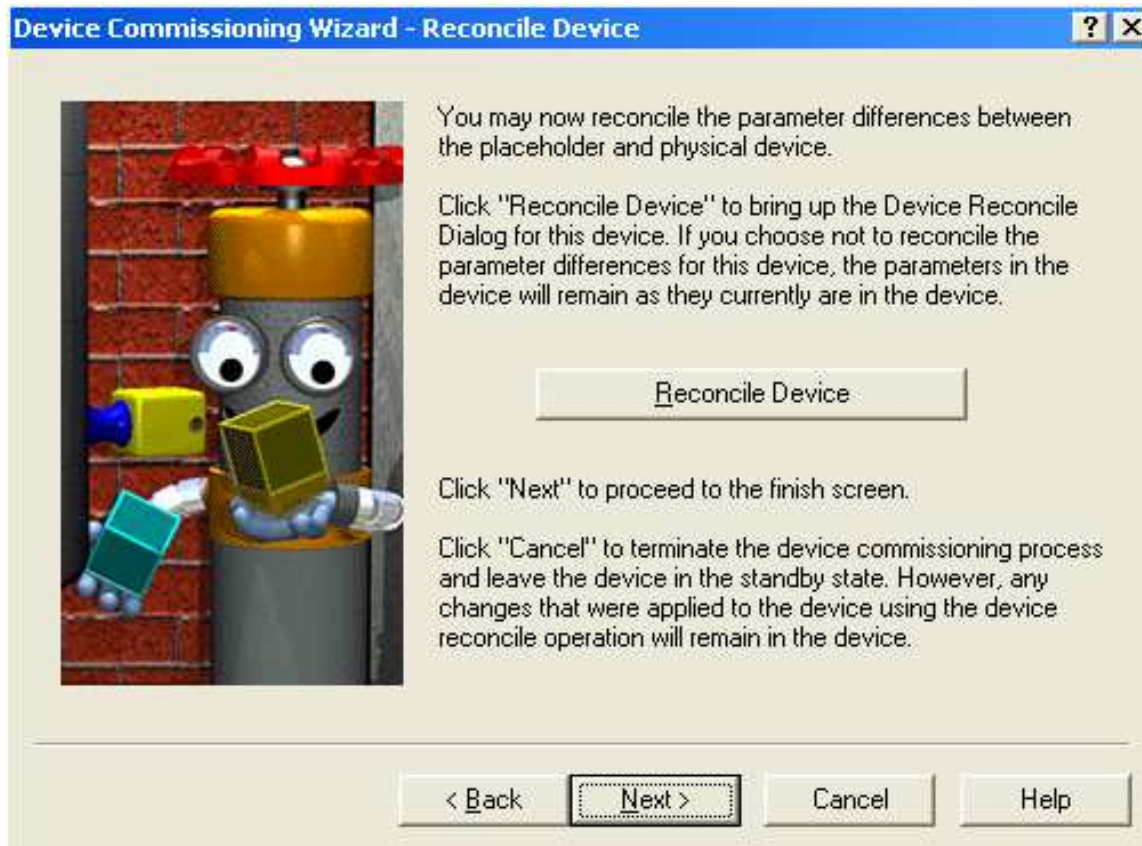 Device Commissioning Wizard - Reconcile Device
You may now reconcile the parameter differences between
the placeholder and physical device.
Click "Reconcile Device" to bring up the Device Reconcile
Dialog for this device. If you choose not to reconcile the
parameter differences for this device, the parameters in the
device will remain as they currently are in the device.
Reconcile Device
Click "Next" to proceed to the finish screen.
Click "Cancel" to terminate the device commissioning process
and leave the device in the standby state. However, any
changes that were applied to the device using the device
reconcile operation will remain in the device.
< Back Next > Cancel Help